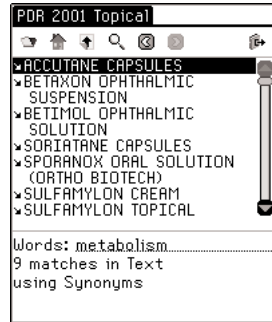 PDR 2001 Topical
ACCUTANE CAPSULES
BETAXON OPHTHALMIC
SUSPENSION
BETIMOL OPHTHALMIC
SOLUTION
SORIATANE CAPSULES
SPORANOX ORAL SOLUTION
(ORTHO BIOTECH)
SULFAMYLON CREAM
SULFAMYLON TOPICAL
Words: metabolism
9 matches in Text
using Synonyms